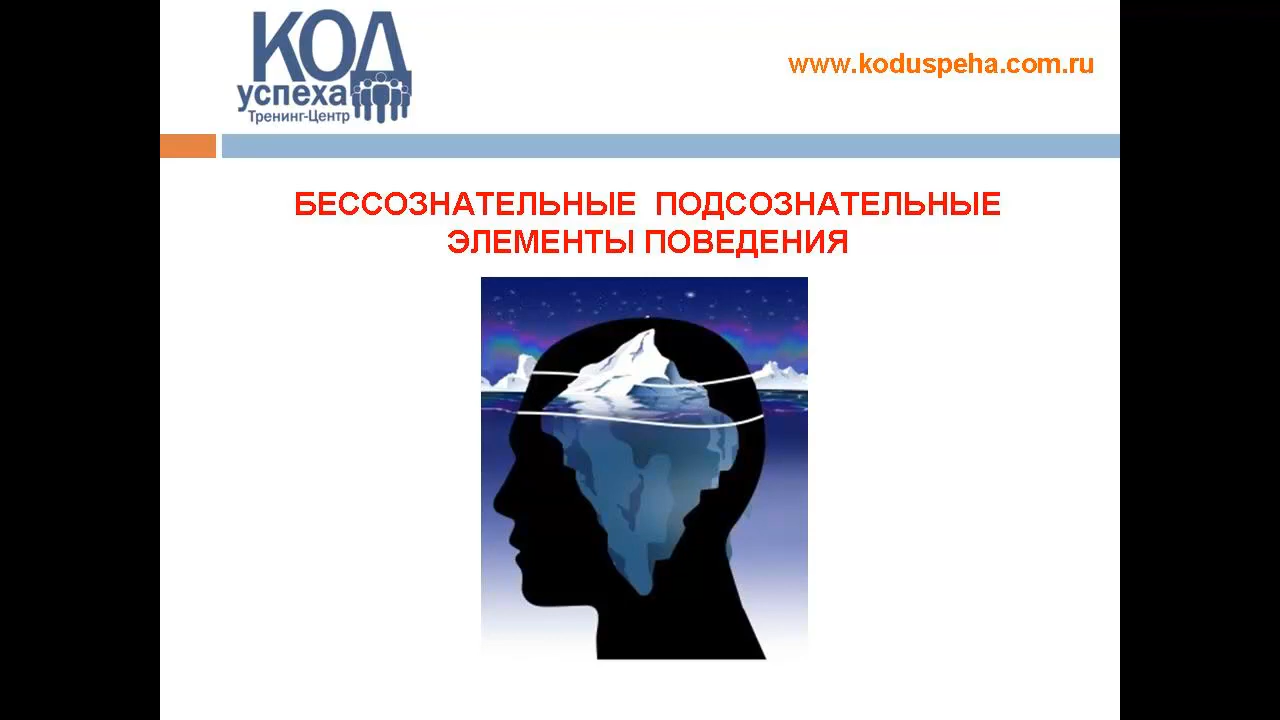 КОД
успеха
Тренинг-Центр
www.koduspeha.com.ru
БЕССОЗНАТЕЛЬНЫЕ ПОДСОЗНАТЕЛЬНЫЕ
ЭЛЕМЕНТЫ ПОВЕДЕНИЯ